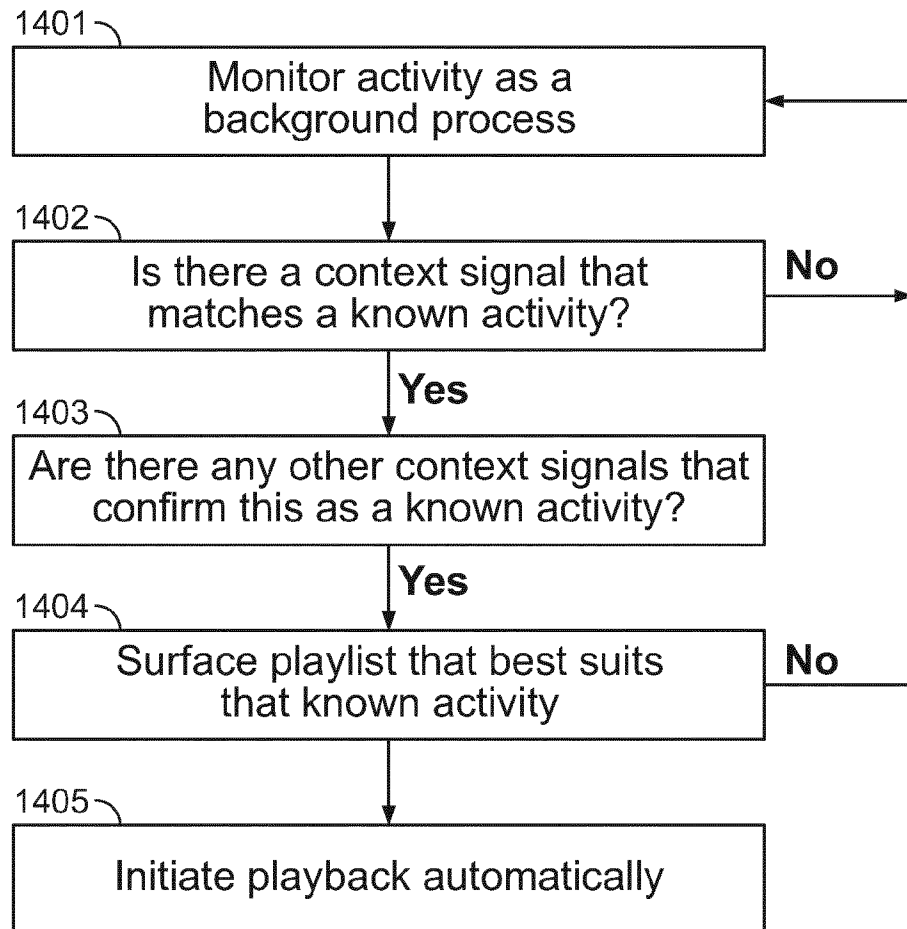 1401
Monitor activity as a
background process
1402
Is there a context signal that
matches a known activity?
No
Yes
1403
Are there any other context signals that
confirm this as a known activity?
Yes
1404
Surface playlist that best suits
that known activity
No
1405
Initiate playback automatically